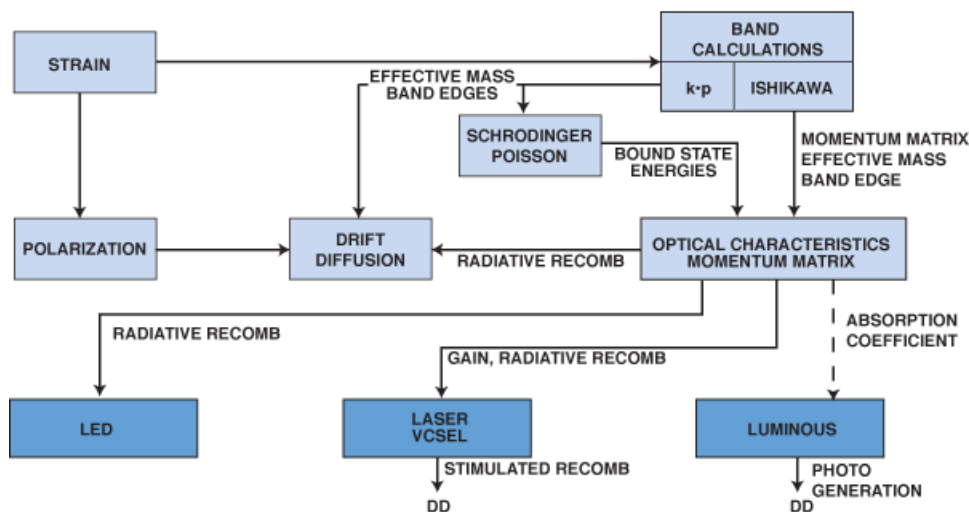 STRAIN
BAND
CALCULATIONS
k•p
ISHIKAWA
EFFECTIVE MASS
BAND EDGES
SCHRODINGER
POISSON
BOUND STATE
ENERGIES
MOMENTUM MATRIX
EFFECTIVE MASS
BAND EDGE
POLARIZATION
DRIFT
DIFFUSION
RADIATIVE RECOMB
OPTICAL CHARACTERISTICS
MOMENTUM MATRIX
RADIATIVE RECOMB
GAIN, RADIATIVE RECOMB
ABSORPTION
COEFFICIENT
LED
LASER
VCSEL
LUMINOUS
STIMULATED RECOMB
DD
PHOTO
GENERATION
DD